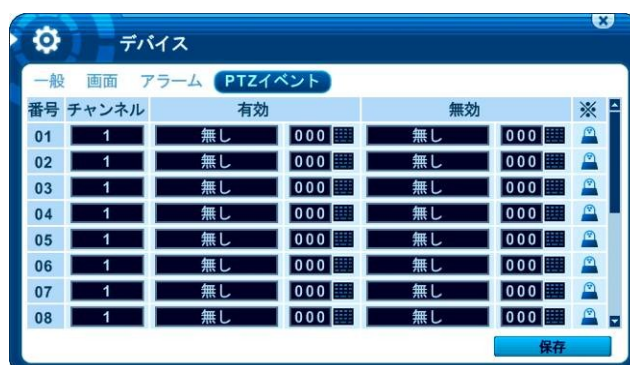 デバイス
一般 画面 アラーム PTZイベント
番号 チャンネル 有効 無効 ※
01 1 無し 000 無し 000
02 1 無し 000 無し 000
03 1 無し 000 無し 000
04 1 無し 000 無し 000
05 1 無し 000 無し 000
06 1 無し 000 無し 000
07 1 無し 000 無し 000
08 1 無し 000 無し 000
保存